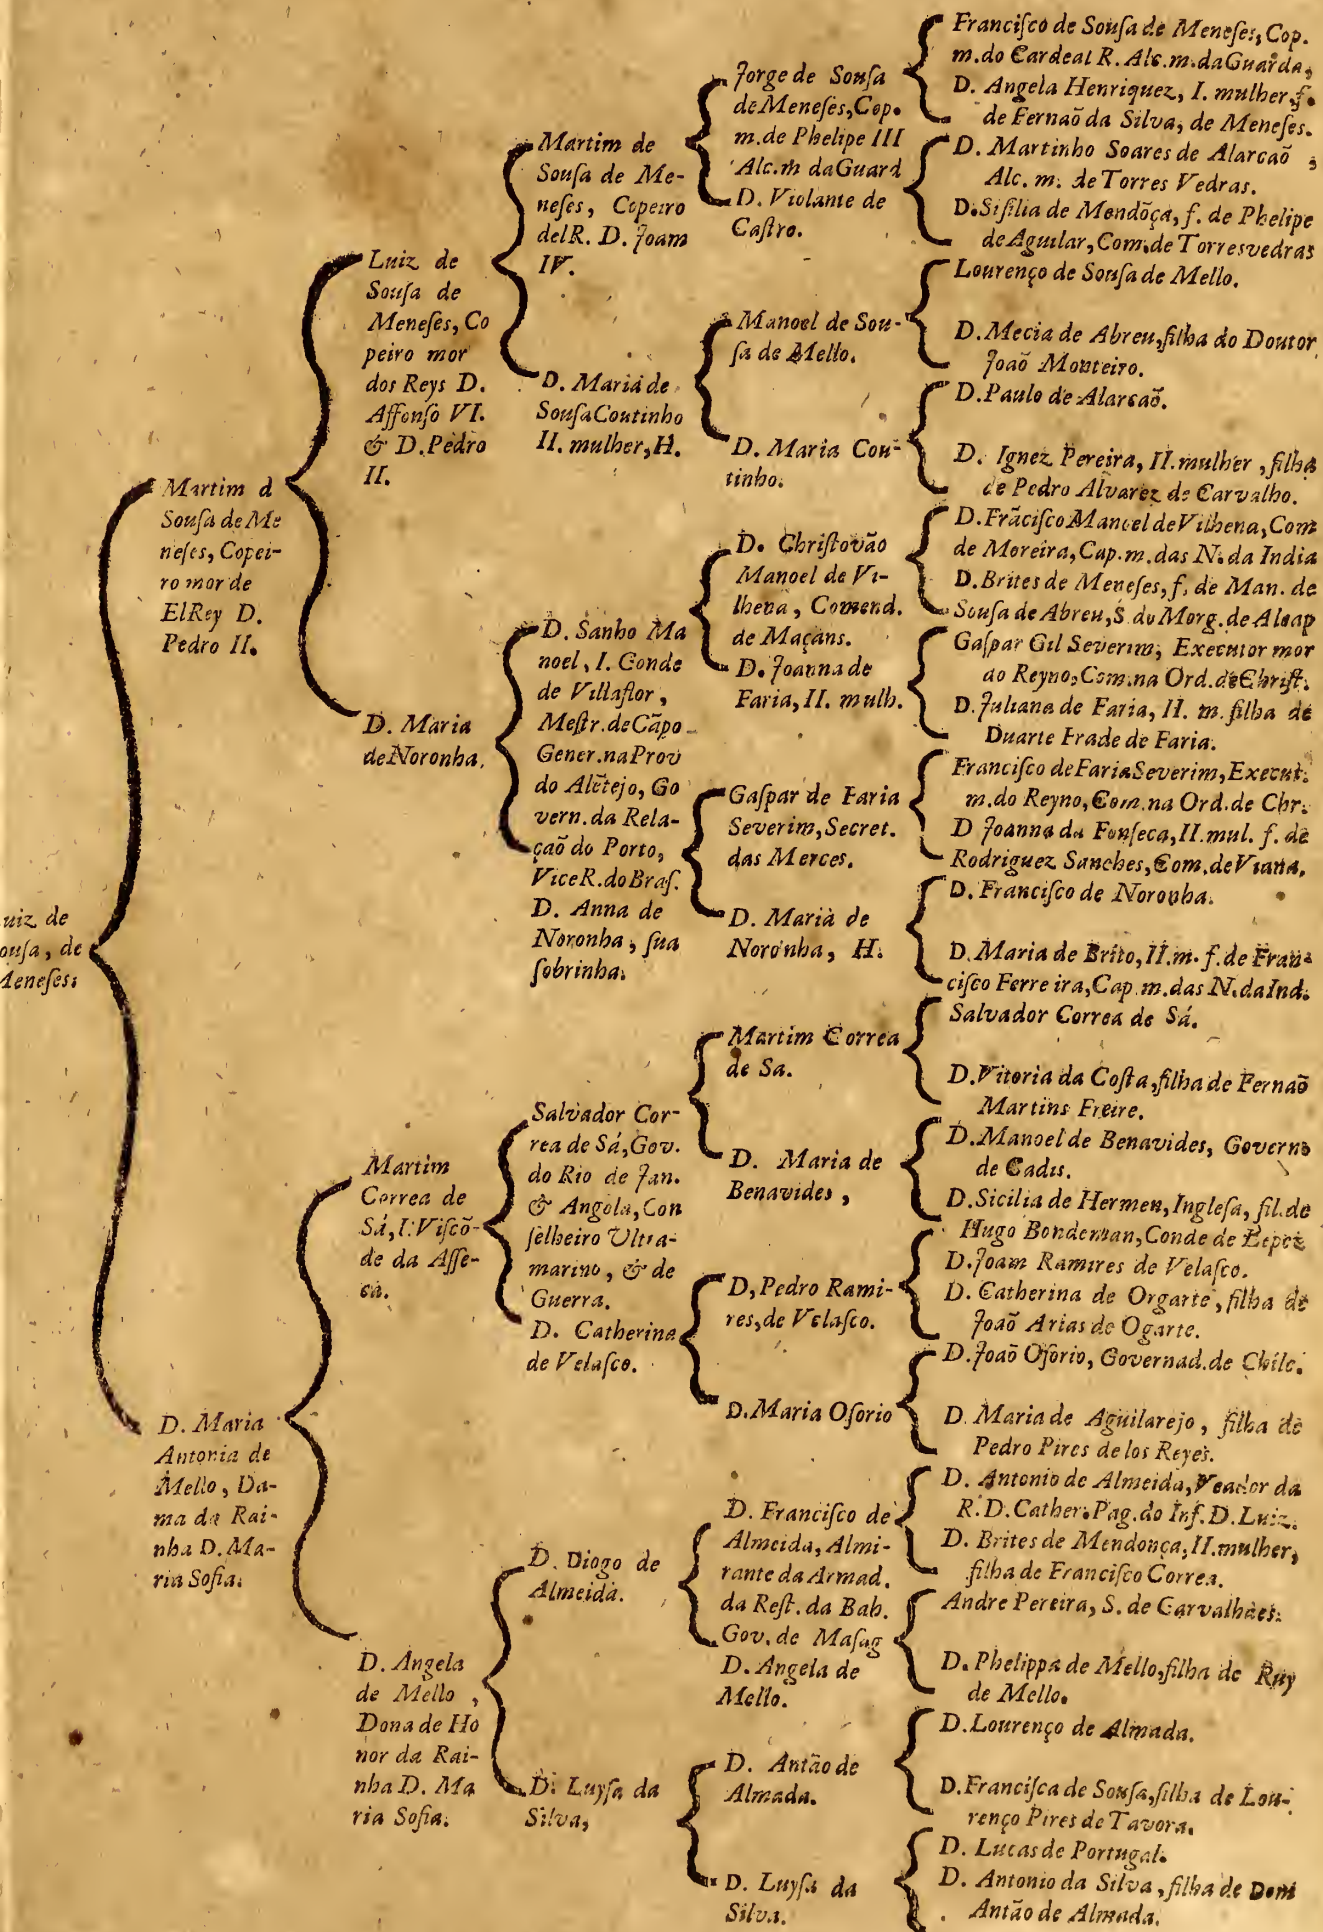 uiz de
ouſa, de
Meneſes:
Martim d
Souſa de Me
neſes, Copei-
ro mor de
ElRey D.
Pedro II.
D. Maria
Antonia de
Mello, Da-
ma da Rai-
nha D. Ma-
ria Sofia.
Luiz de
Souſa de
Meneſes, Co
peiro mor
dos Reys D.
Affonſo VI.
& D. Pedro
II.
D. Maria
de Noronha.
Martim
Correa de
Sá, I. Viſcõ-
de da Aſſe-
ca.
D. Angela
de Mello,
Dona de Ho
nor da Rai-
nha D. Ma
ria Sofia.
Martim de
Souſa de Me-
neſes, Copeiro
delR. D. Joam
IV.
D. Maria de
Souſa Coutinho
II. mulher, H.
D. Sanho Ma
noel, I. Conde
de Villaflor,
Meſtr. de Cãpo
Gener. na Prov
do Alẽtejo, Go
vern. da Rela-
çaõ do Porto,
ViceR. do Braſ.
D. Anna de
Noronha, ſua
ſobrinha.
Salvador Cor-
rea de Sá, Gov.
do Rio de Jan.
& Angola, Con
ſelheiro Ultra-
marino, & de
Guerra.
D. Catherina
de Velaſco.
D. Diogo de
Almeida.
D. Luyſa da
Silva,
Jorge de Souſa
de Meneſes, Cop.
m. de Phelipe III
Alc. m da Guard
D. Violante de
Caſtro.
Manoel de Sou-
ſa de Mello.
D. Maria Cou-
tinho.
D. Chriſtovão
Manoel de Vi-
lhena, Comend.
de Maçans.
D. Joanna de
Faria, II. mulh.
Gaſpar de Faria
Severim, Secret.
das Merces.
D. Maria de
Noronha, H.
Martim Correa
de Sa.
D. Maria de
Benavides,
D, Pedro Rami-
res, de Velaſco.
D. Maria Oſorio
D. Franciſco de
Almeida, Almi-
rante da Armad.
da Reſt. da Bah.
Gov. de Maſag
D. Angela de
Mello.
D. Antão de
Almada.
D. Luyſa da
Silva.
Franciſco de Souſa de Meneſes, Cop.
m. do Cardeal R. Alc. m. da Guarda,
D. Angela Henriquez, I. mulher, f.
de Fernaõ da Silva, de Meneſes.
D. Martinho Soares de Alarcaõ,
Alc. m. de Torres Vedras.
D. Siſilia de Mendõça, f. de Phelipe
de Aguilar, Com. de Torresvedras
Lourenço de Souſa de Mello.
D. Mecia de Abreu, filha do Doutor
Joaõ Monteiro.
D. Paulo de Alarcaõ.
D. Ignez Pereira, II. mulher, filha
de Pedro Alvarez de Carvalho.
D. Frãciſco Manoel de Vilhena, Com
de Moreira, Cap. m. das N. da India
D. Brites de Meneſes, f. de Man. de
Souſa de Abreu, S. do Morg. de Alcap
Gaſpar Gil Severim, Executor mor
do Reyno, Com. na Ord. de Chriſt.
D. Juliana de Faria, II. m. filha de
Duarte Frade de Faria.
Franciſco de Faria Severim, Execut.
m. do Reyno, Com. na Ord. de Chr.
D Joanna da Fonſeca, II. mul. f. de
Rodriguez Sanches, Com. de Viana.
D. Franciſco de Noronha.
D. Maria de Brito, II. m. f. de Fran-
ciſco Ferreira, Cap. m. das N. da Ind.
Salvador Correa de Sá.
D. Vitoria da Coſta, filha de Fernaõ
Martins Freire.
D. Manoel de Benavides, Governo
de Cadis.
D. Sicilia de Hermen, Ingleſa, fil. de
Hugo Bondeman, Conde de
D. Joam Ramires de Velaſco.
D. Catherina de Orgarte, filha de
Joaõ Arias de Ogarte.
D. Joaõ Oſorio, Governad. de Chile.
D. Maria de Aguilarejo, filha de
Pedro Pires de los Reyes.
D. Antonio de Almeida, Veador da
R. D. Cather. Pag. do Inf. D. Luiz.
D. Brites de Mendonça, II. mulher,
filha de Franciſco Correa.
Andre Pereira, S. de Carvalhaes.
D. Phelippa de Mello, filha de Ruy
de Mello.
D. Lourenço de Almada.
D. Franciſca de Souſa, filha de Lou-
renço Pires de Tavora.
D. Lucas de Portugal.
D. Antonio da Silva, filha de Dom
Antão de Almada.